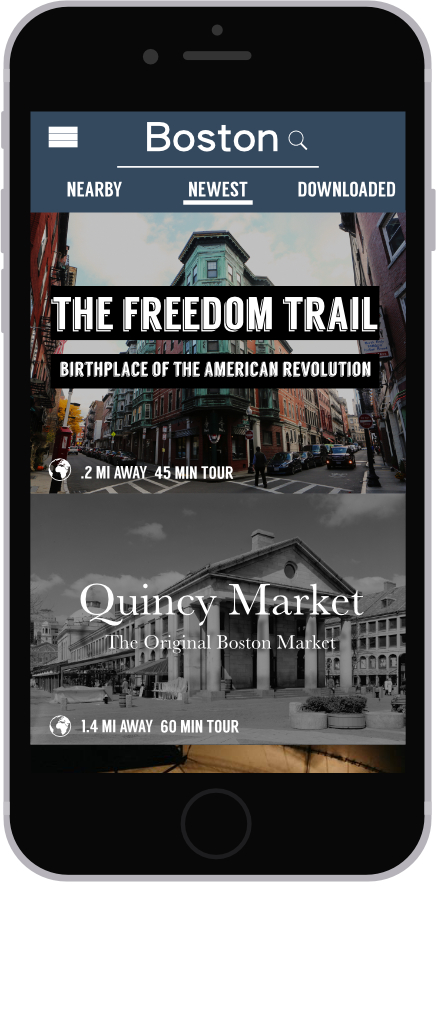 Boston
NEARBY NEWEST DOWNLOADED
THE FREEDOM TRAIL
BIRTHPLACE OF THE AMERICAN REVOLUTION
.2 MI AWAY 45 MIN TOUR
Quincy Market
The Original Boston Market
1.4 MI AWAY 60 MIN TOUR